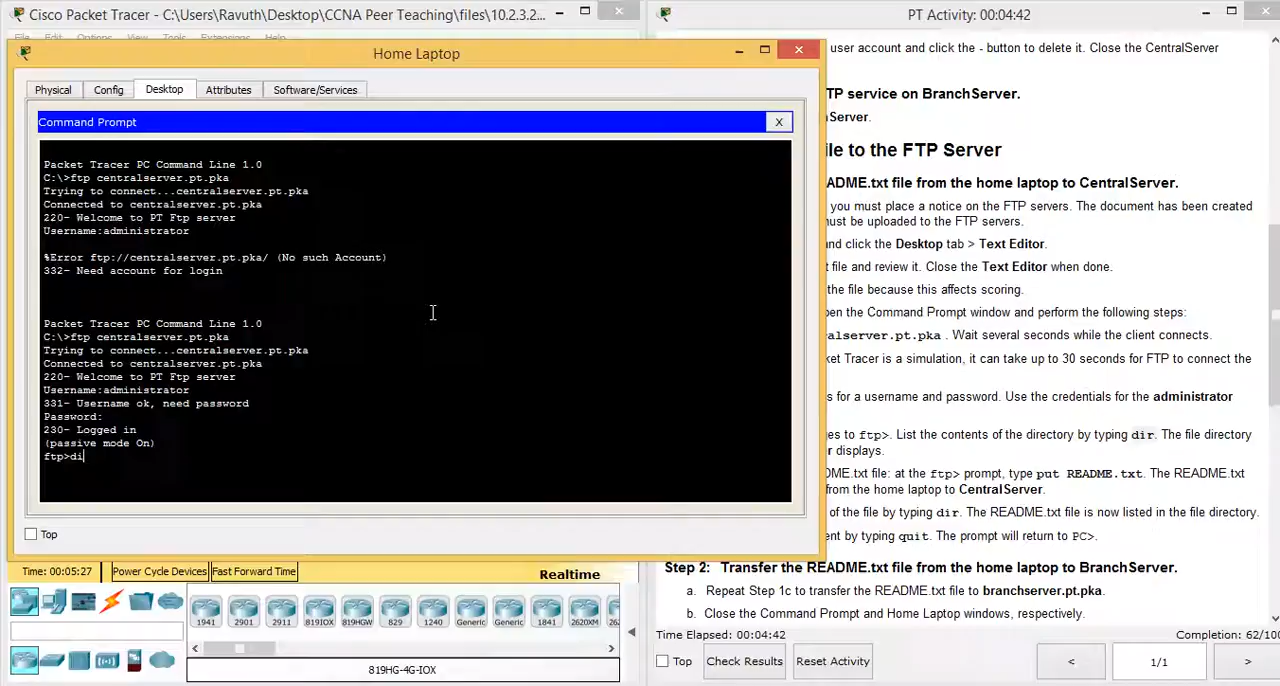 Cisco Packet Tracer - C:\Users\Ravuth\Desktop\CCNA Peer Teaching\files\10.2.3.2...
PT Activity: 00:04:42
File Edit Options View Tools Extensions Help
Home Laptop
Physical Config Desktop Attributes Software/Services
Command Prompt
X
Packet Tracer PC Command Line 1.0
C:\>ftp centralserver.pt.pka
Trying to connect...centralserver.pt.pka
Connected to centralserver.pt.pka
220- Welcome to PT Ftp server
Username:administrator
%Error ftp://centralserver.pt.pka/ (No such Account)
332- Need account for login
Packet Tracer PC Command Line 1.0
C:\>ftp centralserver.pt.pka
Trying to connect...centralserver.pt.pka
Connected to centralserver.pt.pka
220- Welcome to PT Ftp server
Username:administrator
331- Username ok, need password
Password:
230- Logged in
(passive mode On)
ftp>di
Top
Time: 00:05:27 Power Cycle Devices Fast Forward Time
Realtime
1941 2901 2911 819IOX 819HGW 829 1240 Generic Generic 1841 2620XM 262
819HG-4G-IOX
user account and click the - button to delete it. Close the CentralServer
TP service on BranchServer.
hServer.
ile to the FTP Server
ADME.txt file from the home laptop to CentralServer.
you must place a notice on the FTP servers. The document has been created
nust be uploaded to the FTP servers.
and click the Desktop tab > Text Editor.
t file and review it. Close the Text Editor when done.
the file because this affects scoring.
pen the Command Prompt window and perform the following steps:
ralserver.pt.pka . Wait several seconds while the client connects.
ket Tracer is a simulation, it can take up to 30 seconds for FTP to connect the
s for a username and password. Use the credentials for the administrator
ges to ftp>. List the contents of the directory by typing dir. The file directory
r displays.
DME.txt file: at the ftp> prompt, type put README.txt. The README.txt
from the home laptop to CentralServer.
of the file by typing dir. The README.txt file is now listed in the file directory.
ent by typing quit. The prompt will return to PC>.
Step 2: Transfer the README.txt file from the home laptop to BranchServer.
a. Repeat Step 1c to transfer the README.txt file to branchserver.pt.pka.
b. Close the Command Prompt and Home Laptop windows, respectively.
Time Elapsed: 00:04:42
Completion: 62/100
Top Check Results Reset Activity < 1/1 >